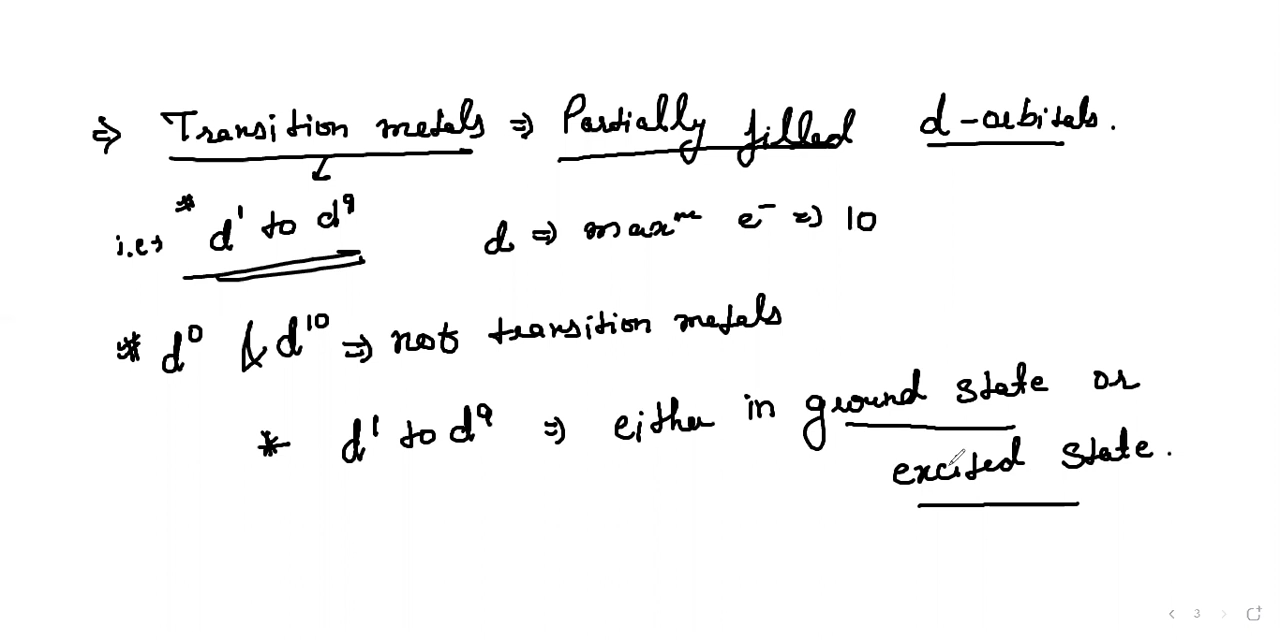 ⇒ Transition metals ⇒ Partially filled d-orbitals.
i.e, * d¹ to d⁹ d ⇒ maxᵐ e⁻ ⇒ 10
* d⁰ & d¹⁰ ⇒ not transition metals
* d¹ to d⁹ ⇒ either in ground state or
excited state.
3